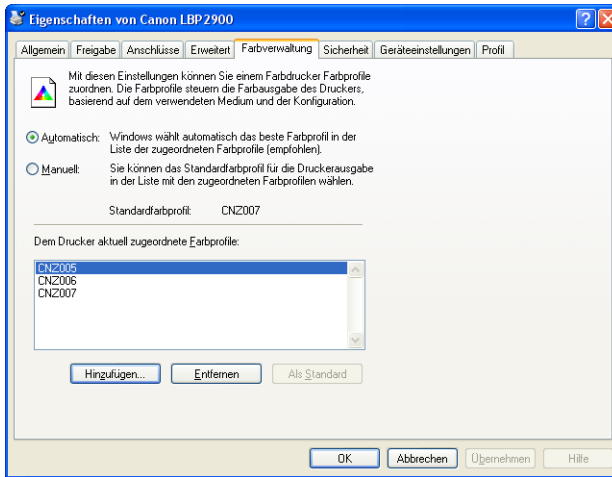 Eigenschaften von Canon LBP2900
Allgemein Freigabe Anschlüsse Erweitert Farbverwaltung Sicherheit Geräteeinstellungen Profil
Mit diesen Einstellungen können Sie einem Farbdrucker Farbprofile
zuordnen. Die Farbprofile steuern die Farbausgabe des Druckers,
basierend auf dem verwendeten Medium und der Konfiguration.
Automatisch: Windows wählt automatisch das beste Farbprofil in der
Liste der zugeordneten Farbprofile (empfohlen).
Manuell: Sie können das Standardfarbprofil für die Druckerausgabe
in der Liste mit den zugeordneten Farbprofilen wählen.
Standardfarbprofil: CNZ007
Dem Drucker aktuell zugeordnete Farbprofile:
CNZ005
CNZ006
CNZ007
Hinzufügen... Entfernen Als Standard
OK Abbrechen Übernehmen Hilfe